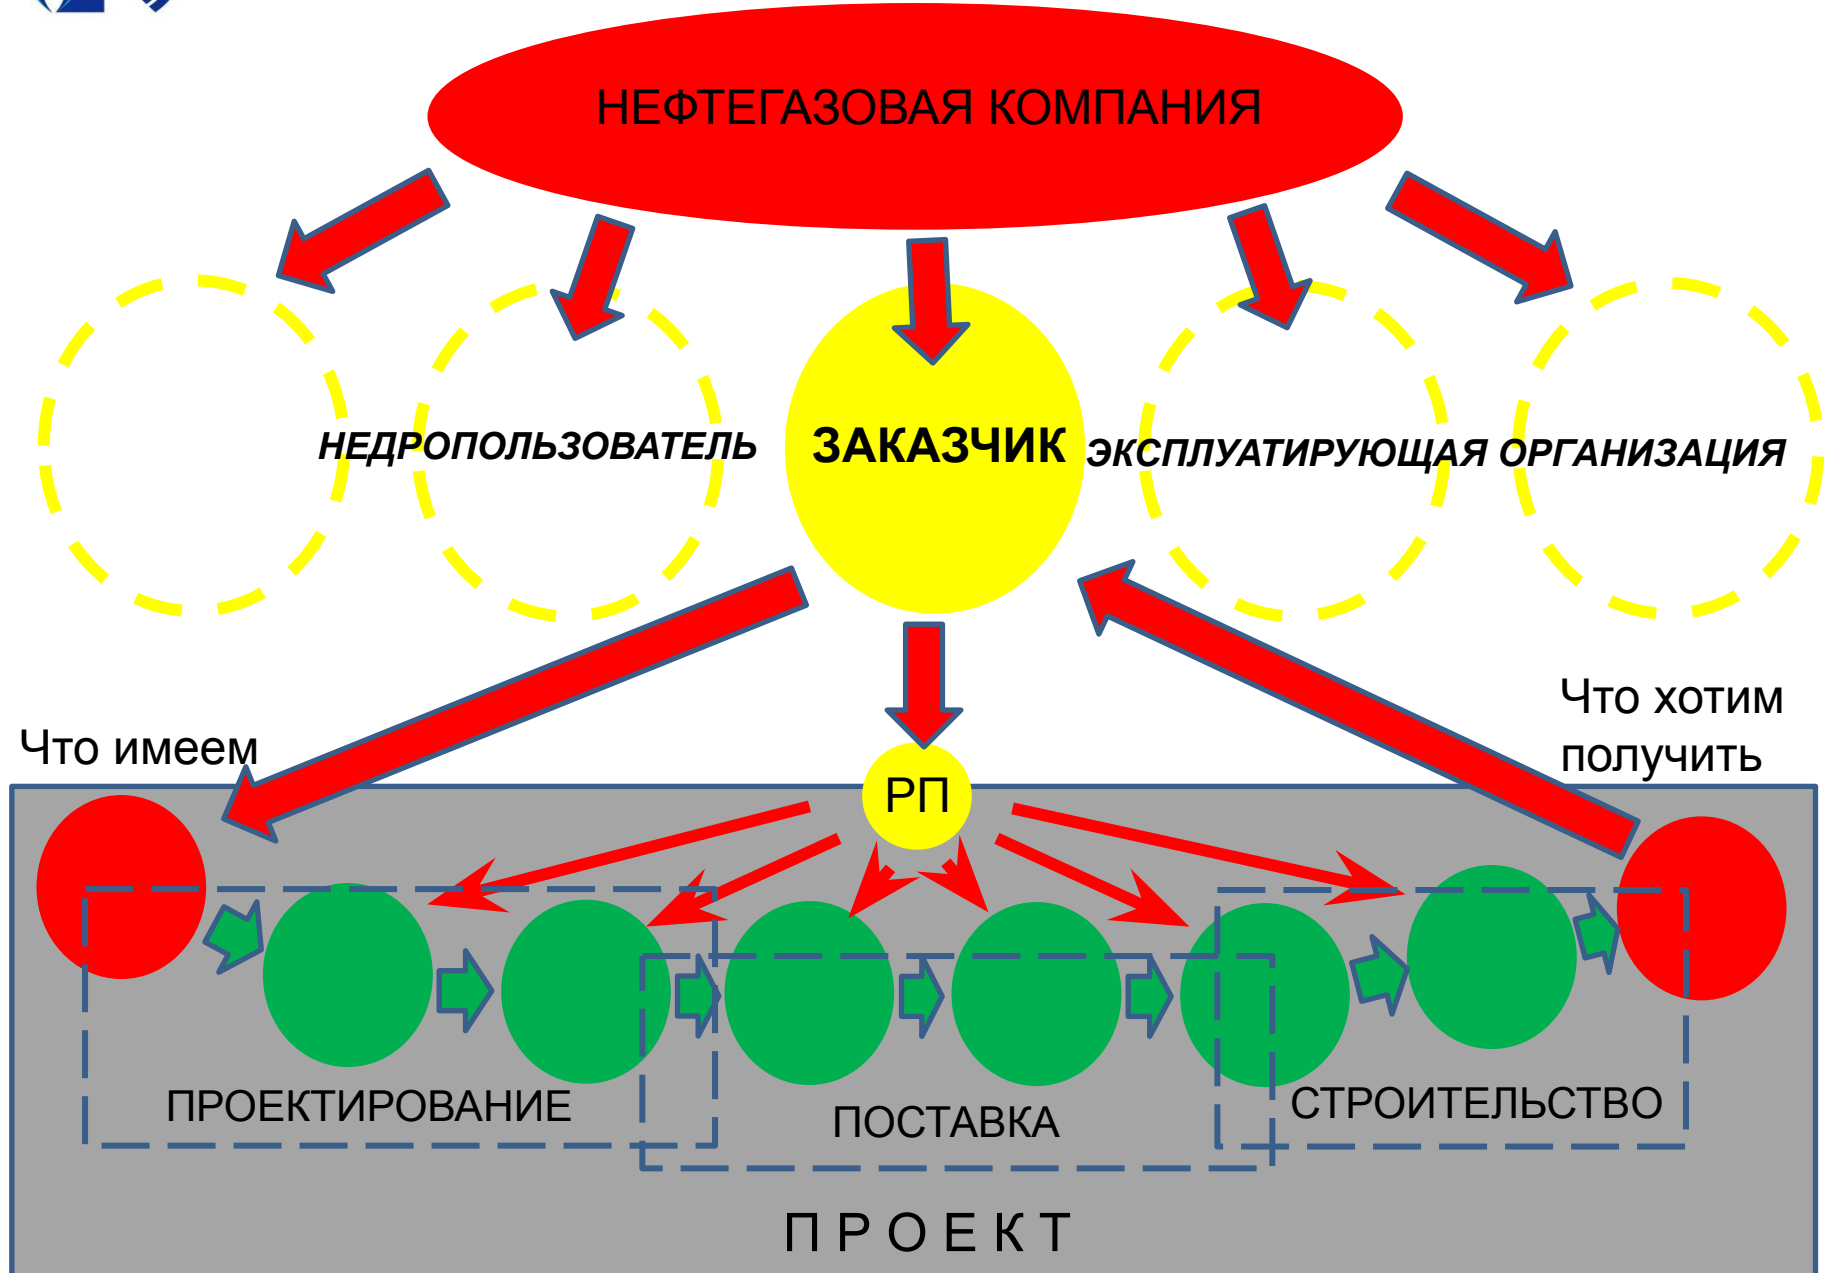 НЕФТЕГАЗОВАЯ КОМПАНИЯ
НЕДРОПОЛЬЗОВАТЕЛЬ
ЗАКАЗЧИК
ЭКСПЛУАТИРУЮЩАЯ ОРГАНИЗАЦИЯ
Что имеем
Что хотим
получить
РП
ПРОЕКТИРОВАНИЕ
ПОСТАВКА
СТРОИТЕЛЬСТВО
П Р О Е К Т